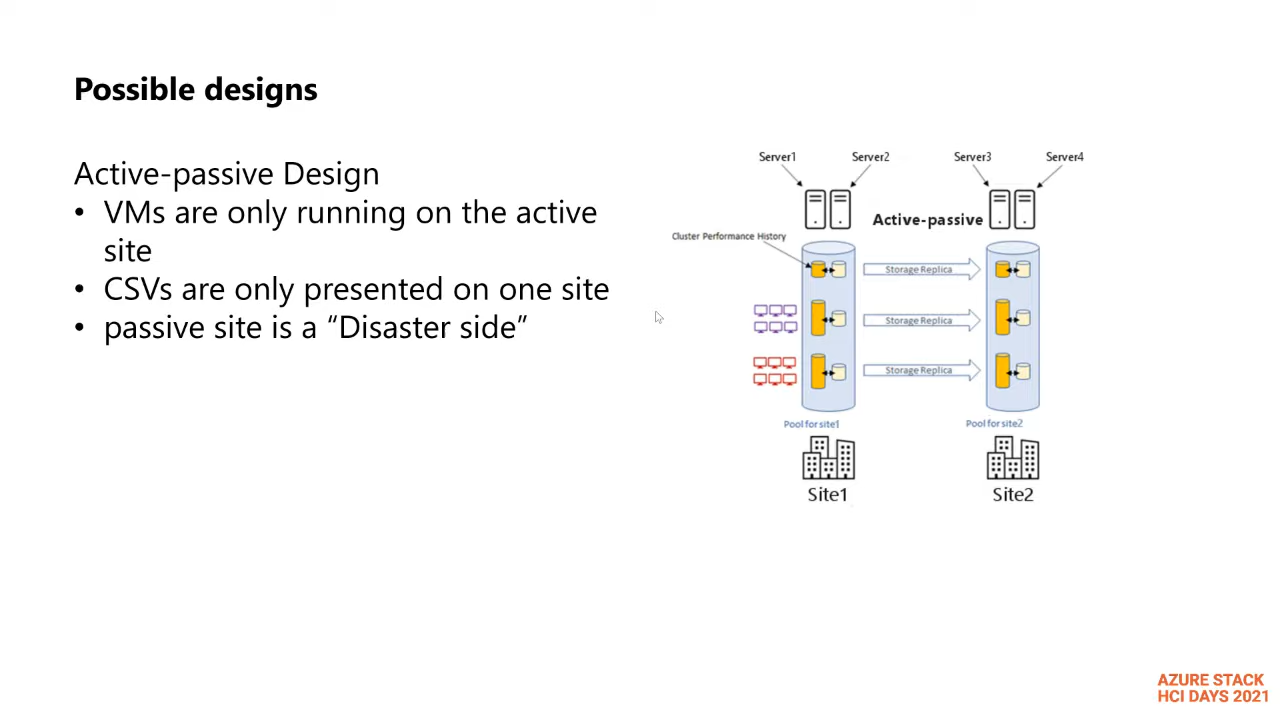 Possible designs
Active-passive Design
• VMs are only running on the active
site
• CSVs are only presented on one site
• passive site is a “Disaster side”
Server1
Server2
Server3
Server4
Active-passive
Cluster Performance History
Storage Replica
Storage Replica
Storage Replica
Pool for site1
Pool for site2
Site1
Site2
AZURE STACK
HCI DAYS 2021